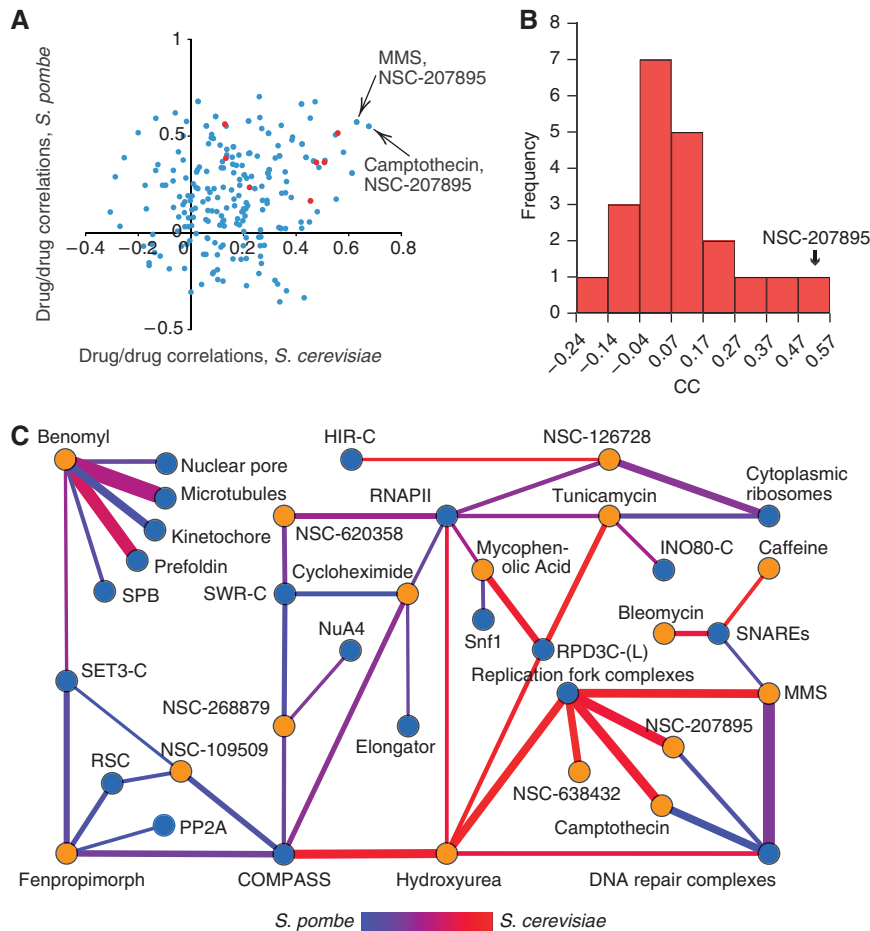 A
Drug/drug correlations, S. pombe
1
0.5
0
−0.5
−0.4
−0.2
0
0.2
0.4
0.6
0.8
MMS,
NSC-207895
Camptothecin,
NSC-207895
Drug/drug correlations, S. cerevisiae
B
Frequency
8
7
6
5
4
3
2
1
0
NSC-207895
−0.24
−0.14
−0.04
0.07
0.17
0.27
0.37
0.47
0.57
CC
C
Benomyl
HIR-C
NSC-126728
Nuclear pore
Microtubules
Kinetochore
Prefoldin
SPB
RNAPII
Tunicamycin
Cytoplasmic
ribosomes
NSC-620358
Mycophen-
olic Acid
INO80-C
Caffeine
SWR-C
Cycloheximide
Bleomycin
NuA4
Snf1
SNAREs
RPD3C-(L)
SET3-C
Replication fork complexes
MMS
NSC-268879
NSC-207895
NSC-109509
Elongator
RSC
NSC-638432
PP2A
Camptothecin
Fenpropimorph
COMPASS
Hydroxyurea
DNA repair complexes
S. pombe
S. cerevisiae